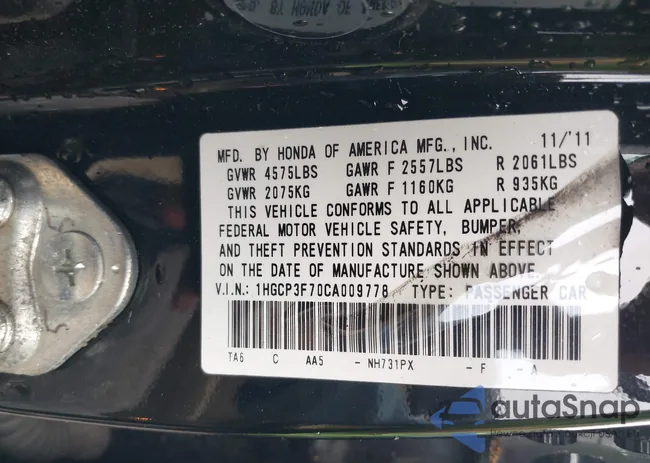 MFD. BY HONDA OF AMERICA MFG., INC. 11/'11
GVWR 4575LBS GAWR F 2557LBS R 2061LBS
GVWR 2075KG GAWR F 1160KG R 935KG
THIS VEHICLE CONFORMS TO ALL APPLICABLE
FEDERAL MOTOR VEHICLE SAFETY, BUMPER,
AND THEFT PREVENTION STANDARDS IN EFFECT
ON THE DATE OF MANUFACTURE SHOWN ABOVE.
V.I.N.: 1HGCP3F70CA009778 TYPE: PASSENGER CAR
TA6 C AA5 - NH731PX - F - A
autoSnap